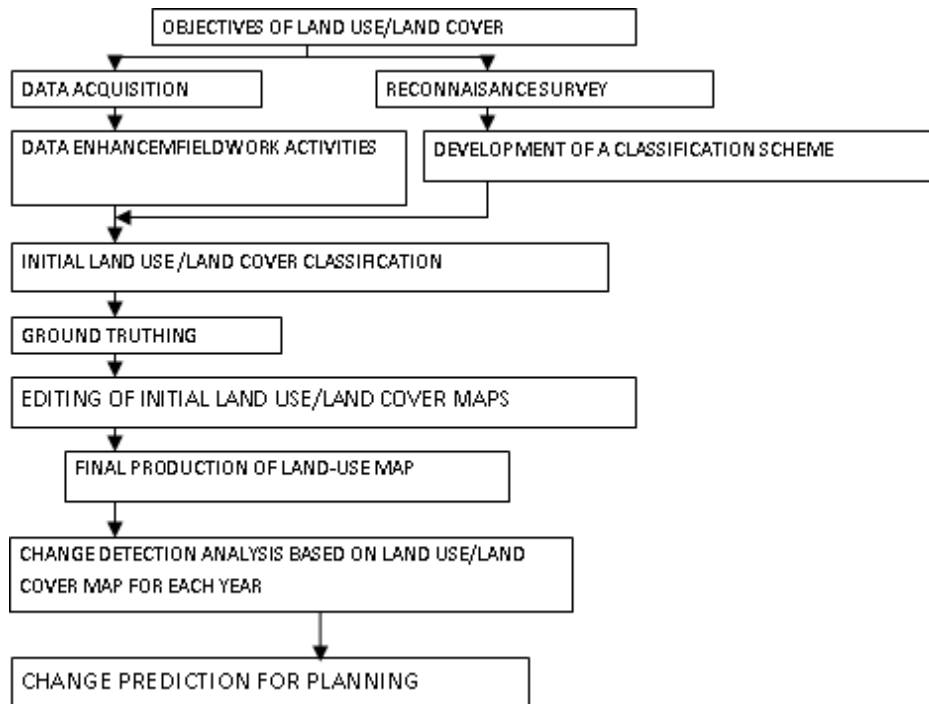 OBJECTIVES OF LAND USE/LAND COVER
DATA ACQUISITION
RECONNAISANCE SURVEY
DATA ENHANCEMFIELDWORK ACTIVITIES
DEVELOPMENT OF A CLASSIFICATION SCHEME
INITIAL LAND USE /LAND COVER CLASSIFICATION
GROUND TRUTHING
EDITING OF INITIAL LAND USE/LAND COVER MAPS
FINAL PRODUCTION OF LAND-USE MAP
CHANGE DETECTION ANALYSIS BASED ON LAND USE/LAND
COVER MAP FOR EACH YEAR
CHANGE PREDICTION FOR PLANNING